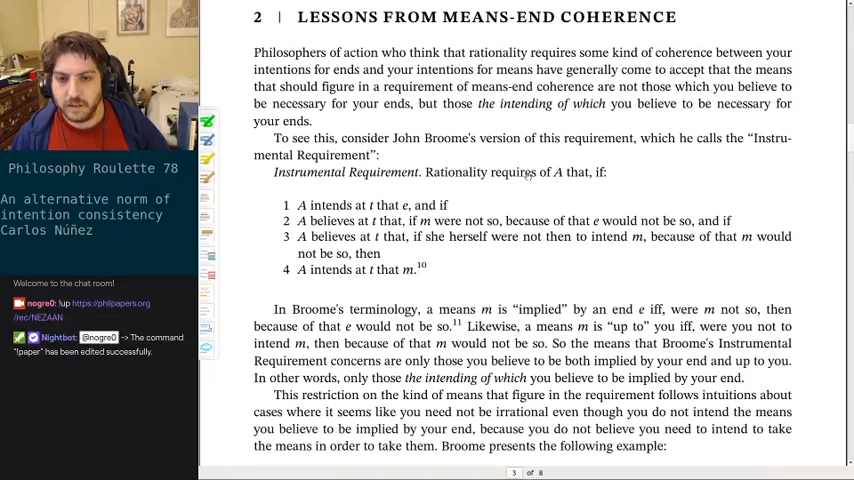 2 | LESSONS FROM MEANS-END COHERENCE
Philosophers of action who think that rationality requires some kind of coherence between your
intentions for ends and your intentions for means have generally come to accept that the means
that should figure in a requirement of means-end coherence are not those which you believe to
be necessary for your ends, but those the intending of which you believe to be necessary for
your ends.
To see this, consider John Broome's version of this requirement, which he calls the “Instru-
mental Requirement”:
Instrumental Requirement. Rationality requires of A that, if:
1 A intends at t that e, and if
2 A believes at t that, if m were not so, because of that e would not be so, and if
3 A believes at t that, if she herself were not then to intend m, because of that m would
not be so, then
4 A intends at t that m.10
In Broome's terminology, a means m is “implied” by an end e iff, were m not so, then
because of that e would not be so.11 Likewise, a means m is “up to” you iff, were you not to
intend m, then because of that m would not be so. So the means that Broome's Instrumental
Requirement concerns are only those you believe to be both implied by your end and up to you.
In other words, only those the intending of which you believe to be implied by your end.
This restriction on the kind of means that figure in the requirement follows intuitions about
cases where it seems like you need not be irrational even though you do not intend the means
you believe to be implied by your end, because you do not believe you need to intend to take
the means in order to take them. Broome presents the following example:
3 of 8
Philosophy Roulette 78
An alternative norm of
intention consistency
Carlos Núñez
Welcome to the chat room!
nogre0: !up https://philpapers.org
/rec/NEZAAN
Nightbot: @nogre0 -> The command
"!paper" has been edited successfully.